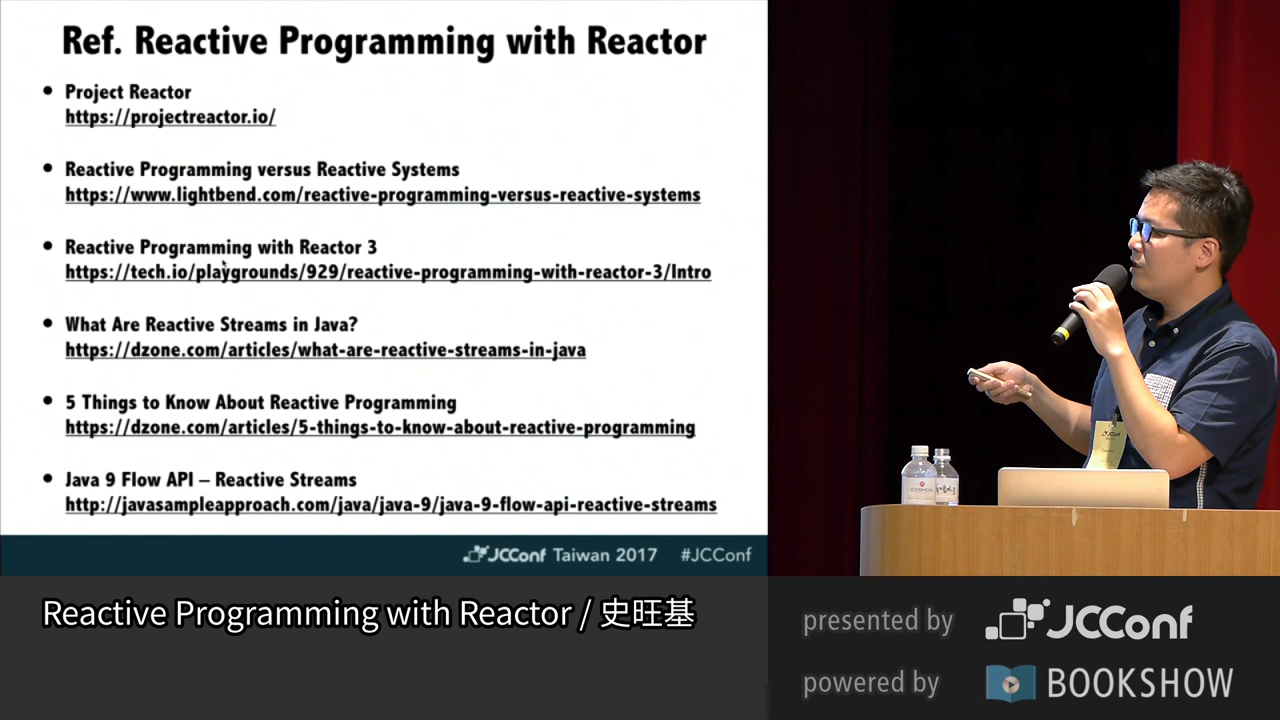 Ref. Reactive Programming with Reactor
• Project Reactor
https://projectreactor.io/
• Reactive Programming versus Reactive Systems
https://www.lightbend.com/reactive-programming-versus-reactive-systems
• Reactive Programming with Reactor 3
https://tech.io/playgrounds/929/reactive-programming-with-reactor-3/Intro
• What Are Reactive Streams in Java?
https://dzone.com/articles/what-are-reactive-streams-in-java
• 5 Things to Know About Reactive Programming
https://dzone.com/articles/5-things-to-know-about-reactive-programming
• Java 9 Flow API – Reactive Streams
http://javasampleapproach.com/java/java-9/java-9-flow-api-reactive-streams
JCConf Taiwan 2017 #JCConf
Reactive Programming with Reactor / 史旺基
presented by JCConf
powered by BOOKSHOW